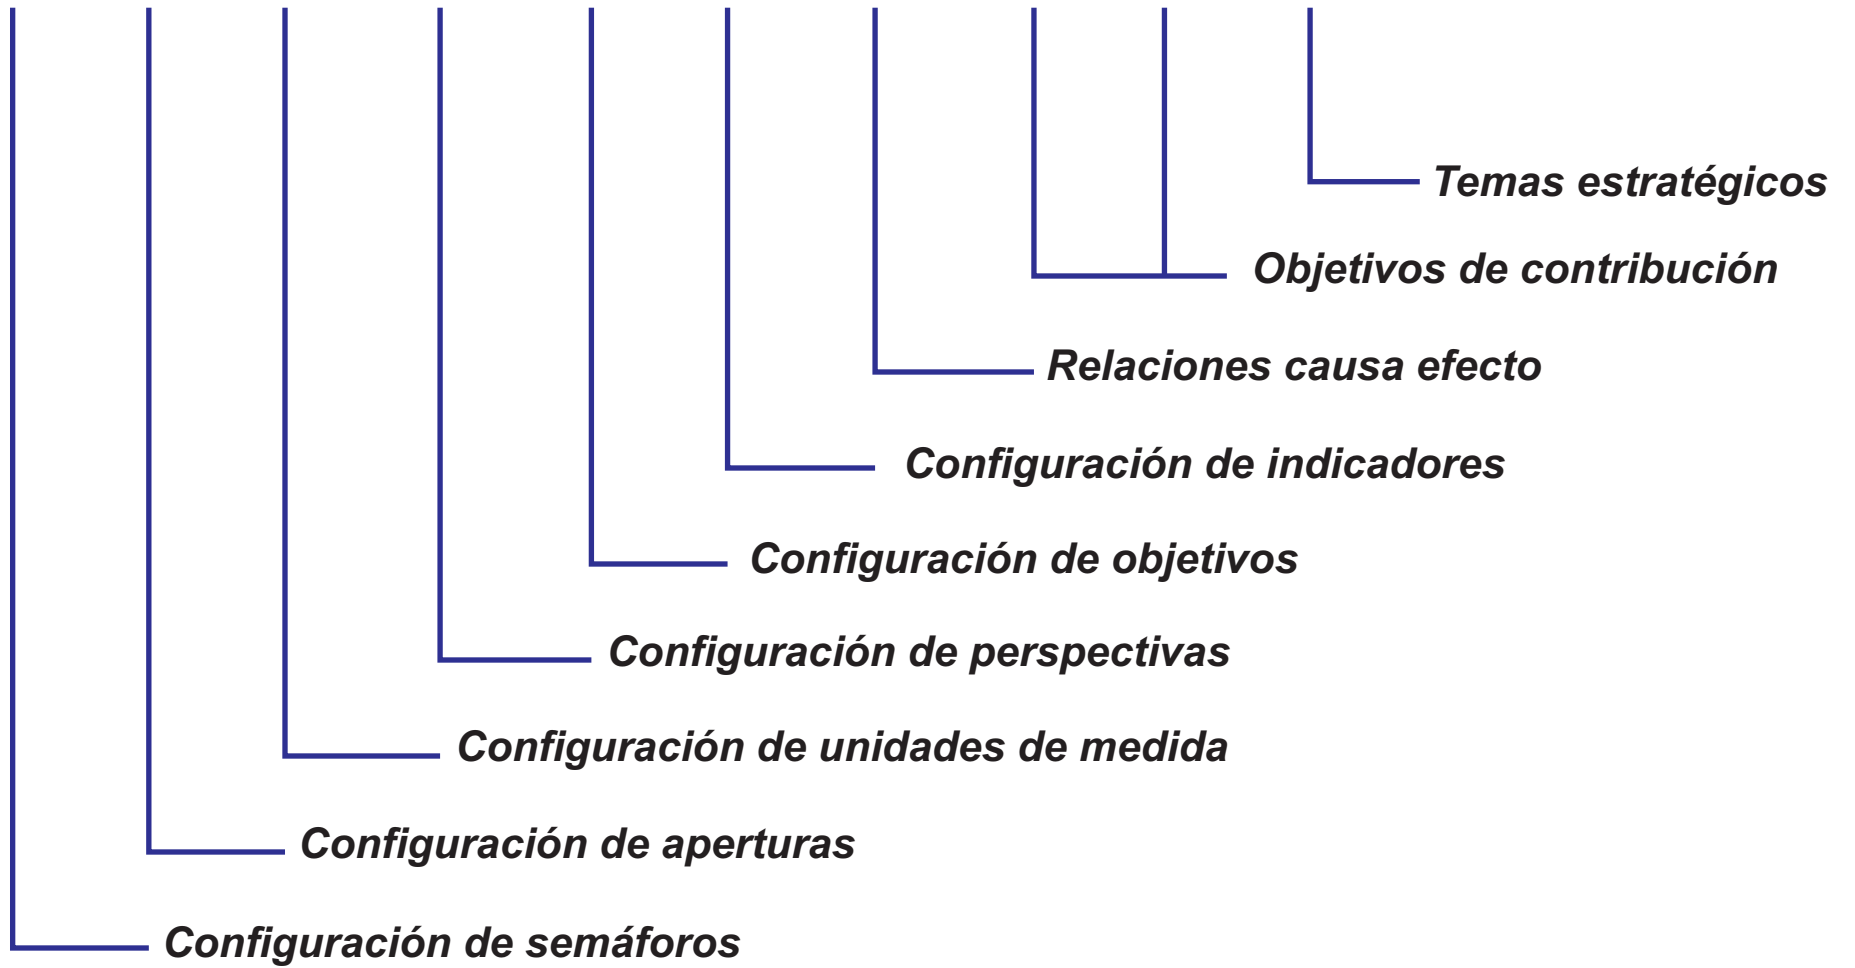 Temas estratégicos
Objetivos de contribución
Relaciones causa efecto
Configuración de indicadores
Configuración de objetivos
Configuración de perspectivas
Configuración de unidades de medida
Configuración de aperturas
Configuración de semáforos